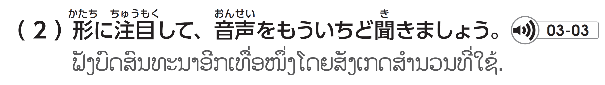 （2）形に注目して、音声をもういちど聞きましょう。 03-03
ຟັງບົດສົນທະນາອີກເທື່ອໜຶ່ງໂດຍສັງເກດສຳນວນທີ່ໃຊ້.